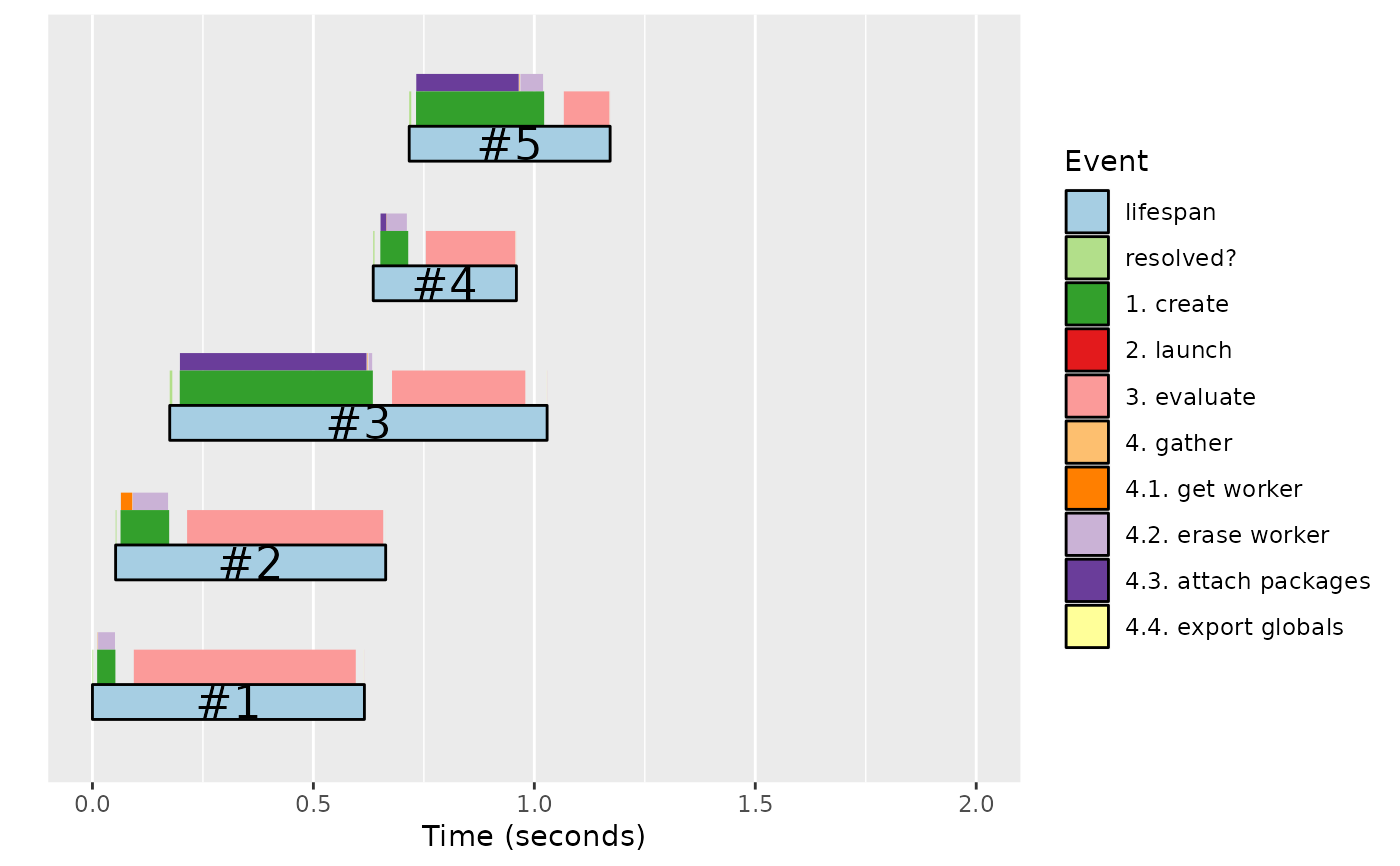 #5
#4
#3
#2
#1
0.0 0.5 1.0 1.5 2.0
Time (seconds)
Event
lifespan
resolved?
1. create
2. launch
3. evaluate
4. gather
4.1. get worker
4.2. erase worker
4.3. attach packages
4.4. export globals